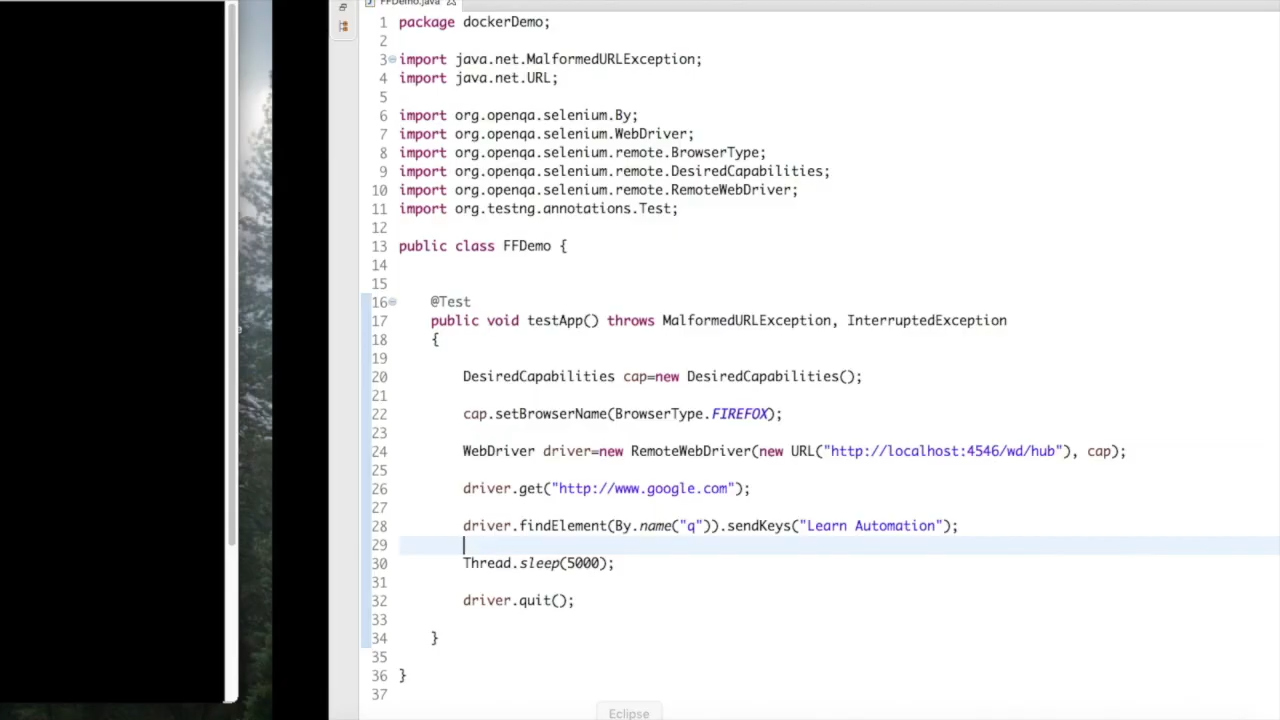 FFDemo.java
1 package dockerDemo;
2
3 import java.net.MalformedURLException;
4 import java.net.URL;
5
6 import org.openqa.selenium.By;
7 import org.openqa.selenium.WebDriver;
8 import org.openqa.selenium.remote.BrowserType;
9 import org.openqa.selenium.remote.DesiredCapabilities;
10 import org.openqa.selenium.remote.RemoteWebDriver;
11 import org.testng.annotations.Test;
12
13 public class FFDemo {
14
15
16 @Test
17 public void testApp() throws MalformedURLException, InterruptedException
18 {
19
20 DesiredCapabilities cap=new DesiredCapabilities();
21
22 cap.setBrowserName(BrowserType.FIREFOX);
23
24 WebDriver driver=new RemoteWebDriver(new URL("http://localhost:4546/wd/hub"), cap);
25
26 driver.get("http://www.google.com");
27
28 driver.findElement(By.name("q")).sendKeys("Learn Automation");
29
30 Thread.sleep(5000);
31
32 driver.quit();
33
34 }
35
36 }
37
Eclipse